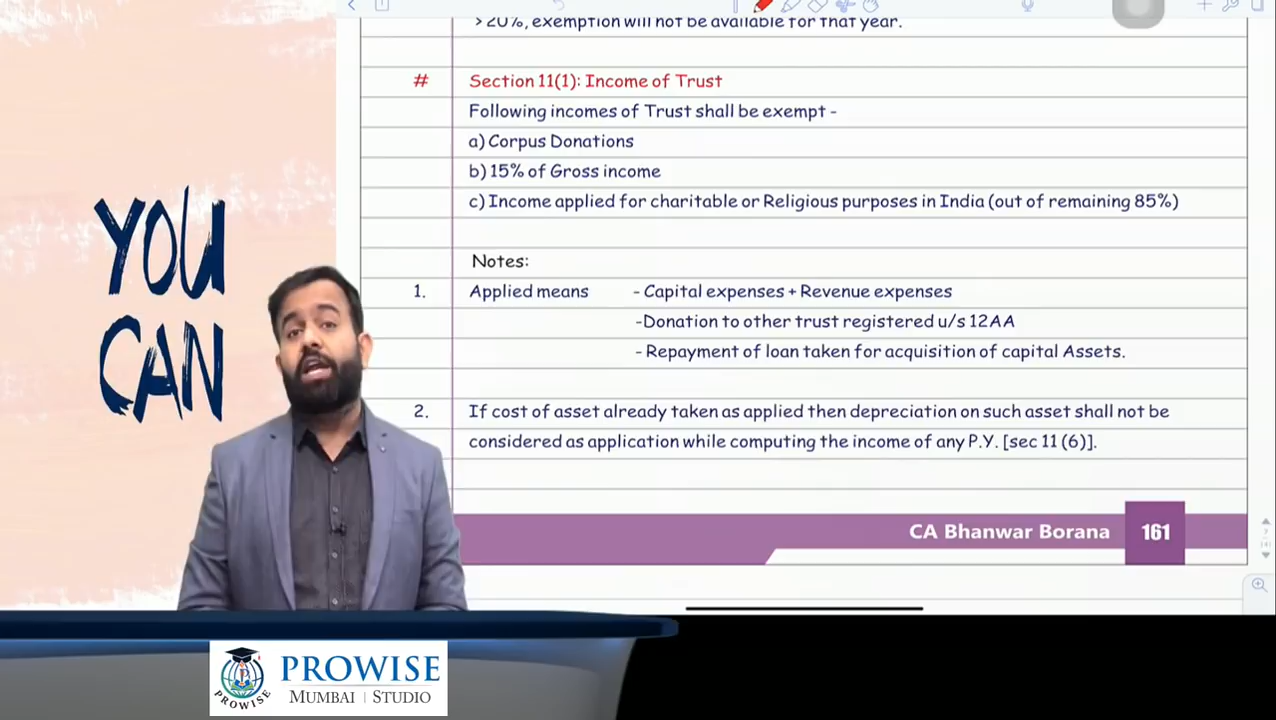 > 20%, exemption will not be available for that year.
# Section 11(1): Income of Trust
Following incomes of Trust shall be exempt -
a) Corpus Donations
b) 15% of Gross income
c) Income applied for charitable or Religious purposes in India (out of remaining 85%)
Notes:
1. Applied means - Capital expenses + Revenue expenses
-Donation to other trust registered u/s 12AA
- Repayment of loan taken for acquisition of capital Assets.
2. If cost of asset already taken as applied then depreciation on such asset shall not be
considered as application while computing the income of any P.Y. [sec 11 (6)].
CA Bhanwar Borana 161
YOU
CAN
PROWISE
PROWISE
MUMBAI | STUDIO